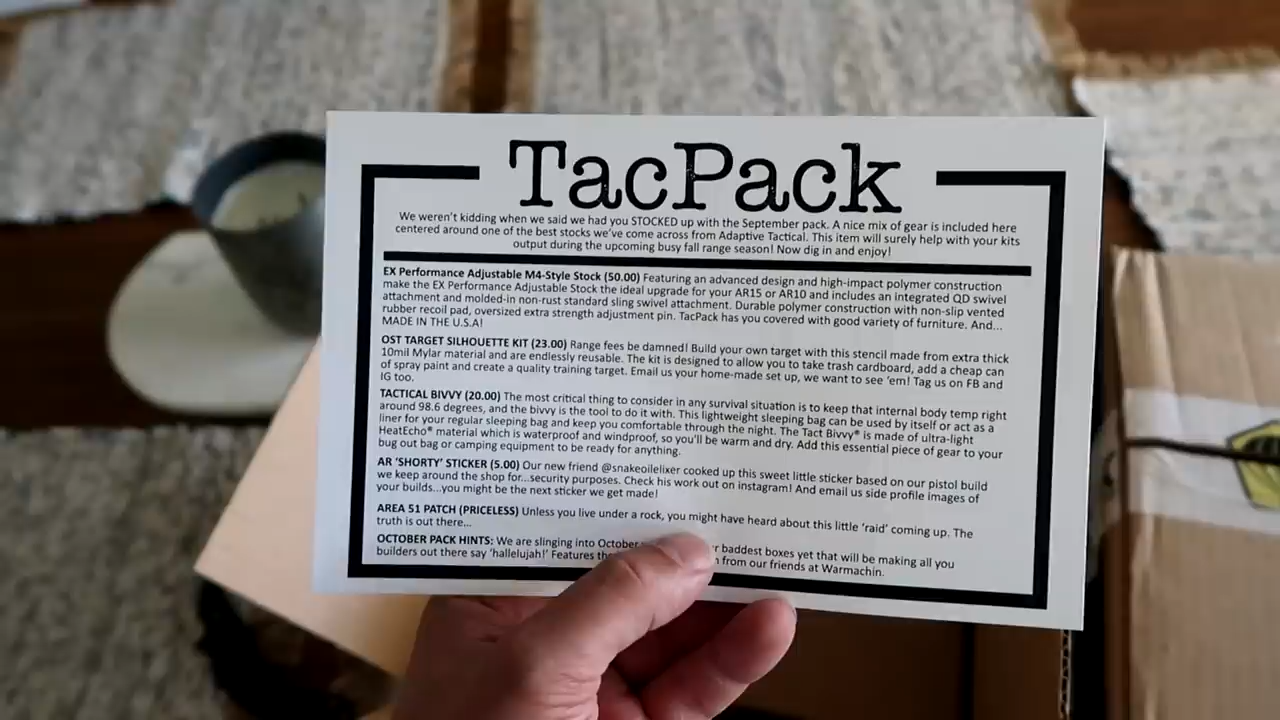 TacPack
We weren't kidding when we said we had you STOCKED up with the September pack. A nice mix of gear is included here
centered around one of the best stocks we've come across from Adaptive Tactical. This item will surely help with your kits
output during the upcoming busy fall range season! Now dig in and enjoy!
EX Performance Adjustable M4-Style Stock (50.00) Featuring an advanced design and high-impact polymer construction
make the EX Performance Adjustable Stock the ideal upgrade for your AR15 or AR10 and includes an integrated QD swivel
attachment and molded-in non-rust standard sling swivel attachment. Durable polymer construction with non-slip vented
rubber recoil pad, oversized extra strength adjustment pin. TacPack has you covered with good variety of furniture. And...
MADE IN THE U.S.A!
OST TARGET SILHOUETTE KIT (23.00) Range fees be damned! Build your own target with this stencil made from extra thick
10mil Mylar material and are endlessly reusable. The kit is designed to allow you to take trash cardboard, add a cheap can
of spray paint and create a quality training target. Email us your home-made set up, we want to see 'em! Tag us on FB and
IG too.
TACTICAL BIVVY (20.00) The most critical thing to consider in any survival situation is to keep that internal body temp right
around 98.6 degrees, and the bivvy is the tool to do it with. This lightweight sleeping bag can be used by itself or act as a
liner for your regular sleeping bag and keep you comfortable through the night. The Tact Bivvy® is made of ultra-light
HeatEcho® material which is waterproof and windproof, so you'll be warm and dry. Add this essential piece of gear to your
bug out bag or camping equipment to be ready for anything.
AR 'SHORTY' STICKER (5.00) Our new friend @snakeoilelixer cooked up this sweet little sticker based on our pistol build
we keep around the shop for...security purposes. Check his work out on instagram! And email us side profile images of
your builds...you might be the next sticker we get made!
AREA 51 PATCH (PRICELESS) Unless you live under a rock, you might have heard about this little 'raid' coming up. The
truth is out there...
OCTOBER PACK HINTS: We are slinging into October baddest boxes yet that will be making all you
builders out there say 'hallelujah!' Features from our friends at Warmachin.